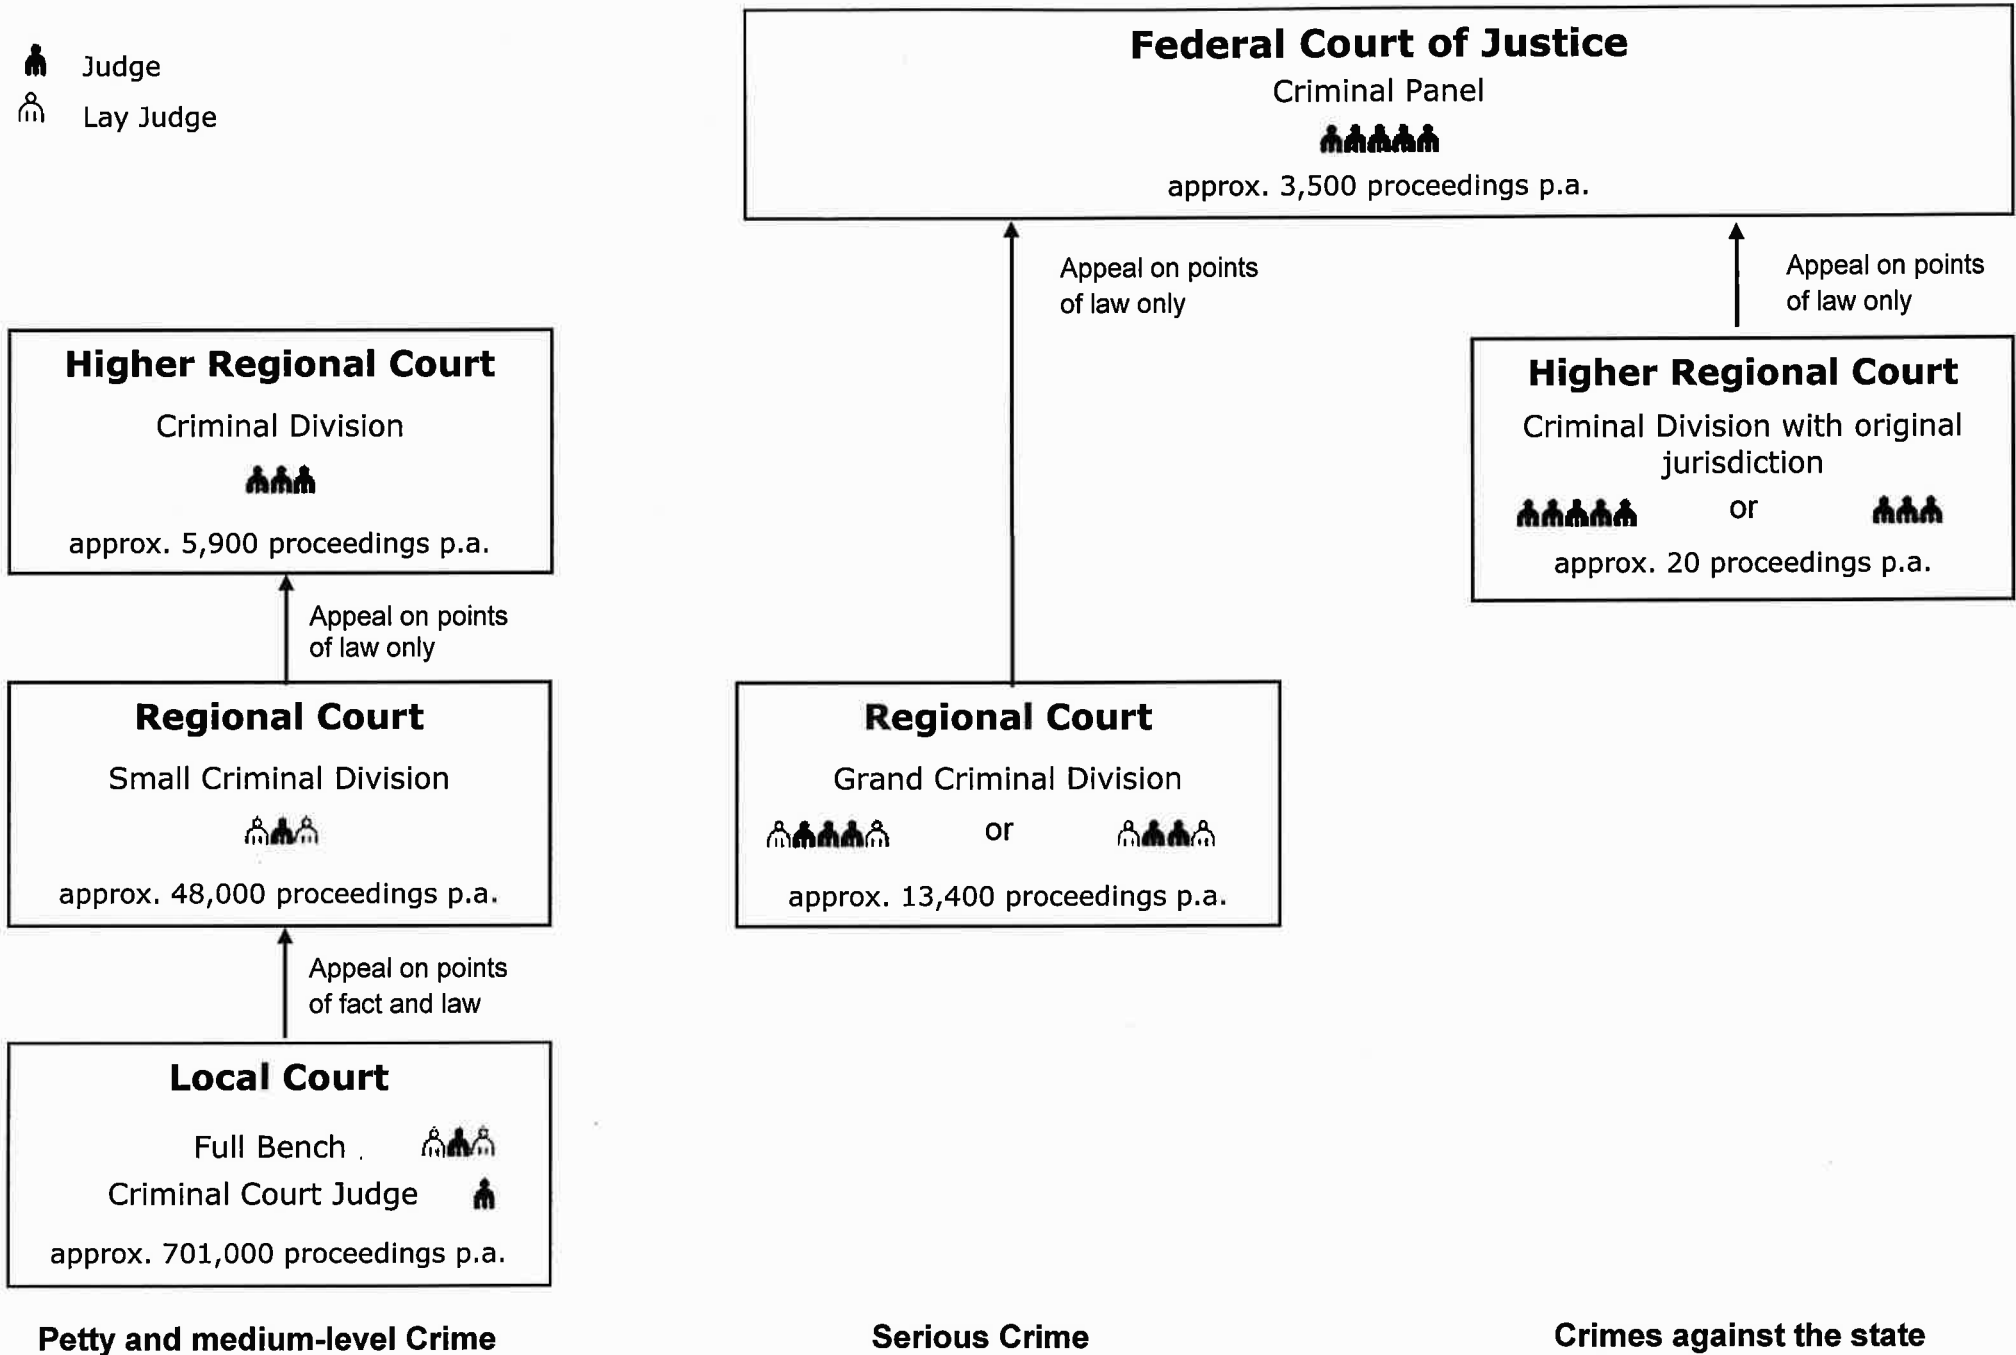 Judge
Lay Judge
Federal Court of Justice
Criminal Panel
approx. 3,500 proceedings p.a.
Appeal on points
of law only
Appeal on points
of law only
Higher Regional Court
Criminal Division
approx. 5,900 proceedings p.a.
Higher Regional Court
Criminal Division with original
jurisdiction
or
approx. 20 proceedings p.a.
Appeal on points
of law only
Regional Court
Small Criminal Division
approx. 48,000 proceedings p.a.
Regional Court
Grand Criminal Division
or
approx. 13,400 proceedings p.a.
Appeal on points
of fact and law
Local Court
Full Bench
Criminal Court Judge
approx. 701,000 proceedings p.a.
Petty and medium-level Crime
Serious Crime
Crimes against the state